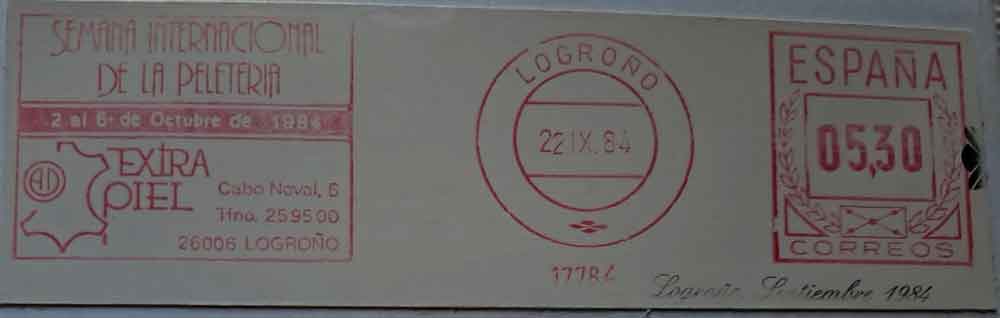 SEMANA INTERNACIONAL
DE LA PELETERIA
2 al 6 de Octubre de 1984
AD
EXTRA
PIEL
Cabo Noval, 6
Tfno. 259500
26006 LOGROÑO
LOGROÑO
22 IX. 84
17784
ESPAÑA
05,30
CORREOS
Logroño, Septiembre 1984